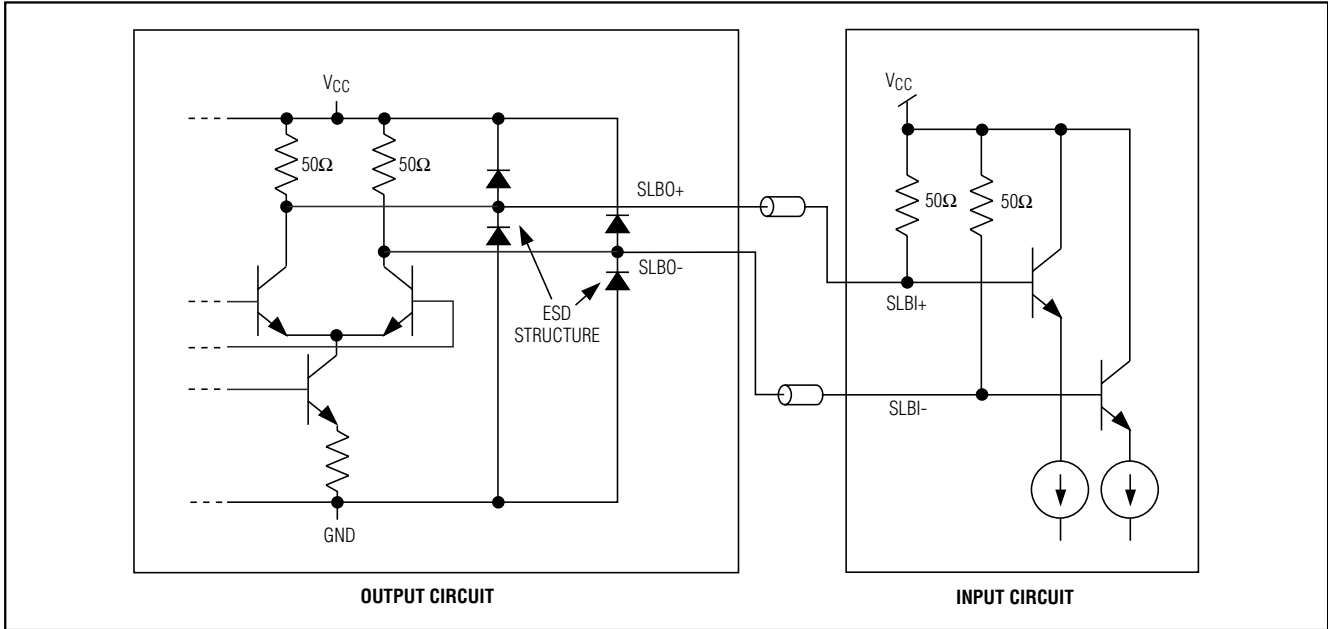 VCC
50Ω
50Ω
SLBO+
SLBO-
ESD
STRUCTURE
GND
OUTPUT CIRCUIT
VCC
50Ω
50Ω
SLBI+
SLBI-
INPUT CIRCUIT